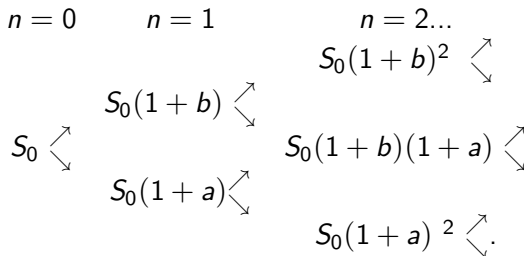 n = 0 n = 1 n = 2...
S₀(1 + b)² ↗↘
S₀(1 + b) ↗↘
S₀ ↗↘ S₀(1 + b)(1 + a) ↗↘
S₀(1 + a) ↗↘
S₀(1 + a) ² ↗↘.